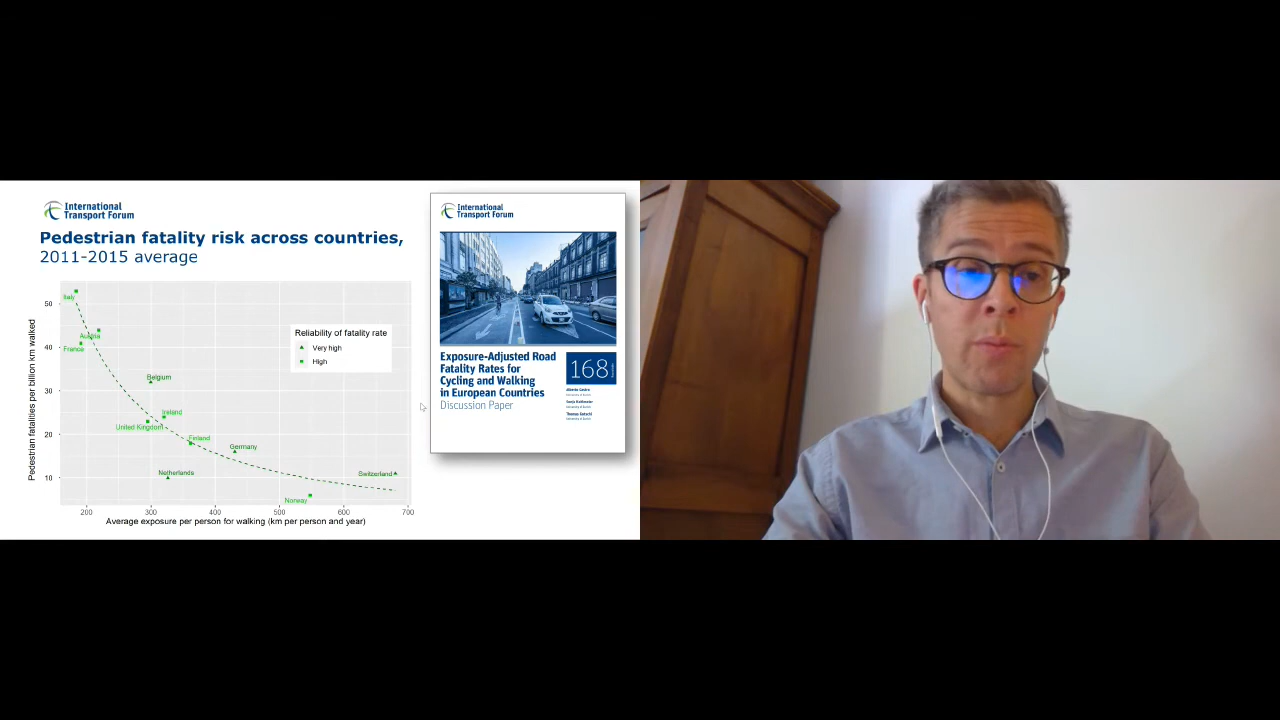 International
Transport Forum
Pedestrian fatality risk across countries,
2011-2015 average
Pedestrian fatalities per billion km walked
50
40
30
20
10
Italy
Austria
France
Belgium
Ireland
United Kingdom
Finland
Germany
Netherlands
Switzerland
Norway
Reliability of fatality rate
Very high
High
200 300 400 500 600 700
Average exposure per person for walking (km per person and year)
International
Transport Forum
Exposure-Adjusted Road
Fatality Rates for
Cycling and Walking
in European Countries
Discussion Paper
168
Alberto Castro
Thomas Götschi